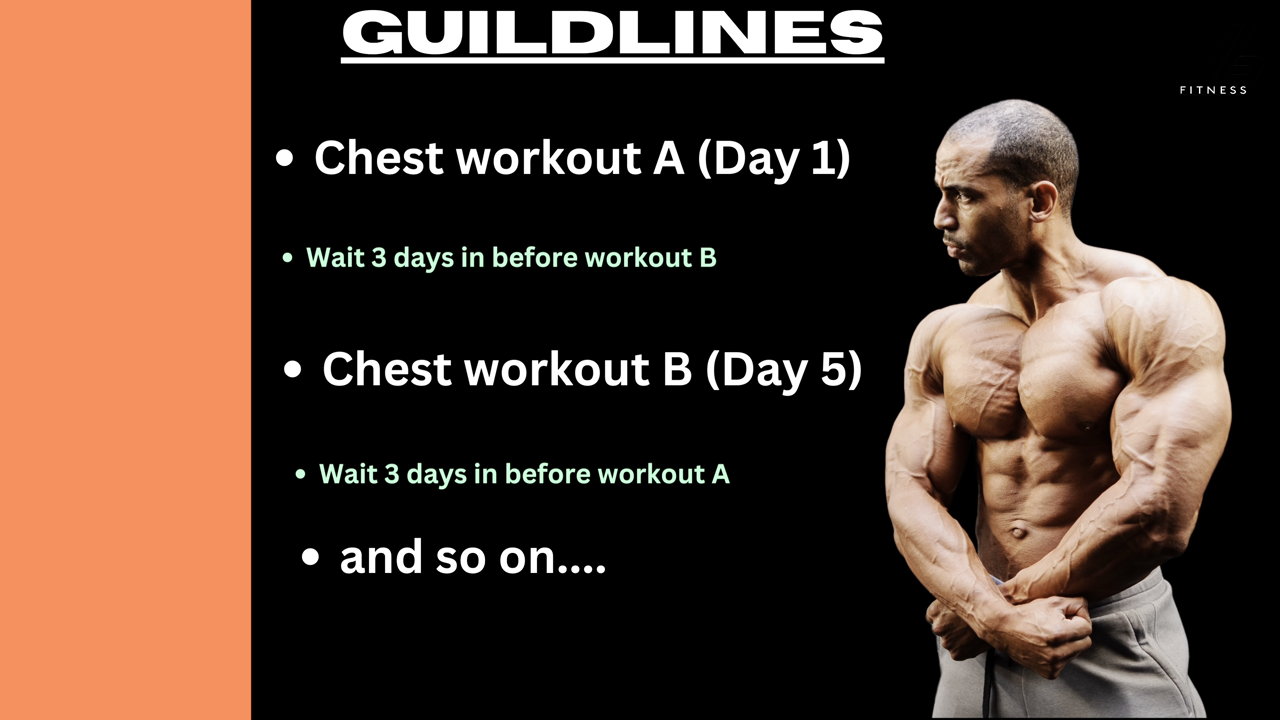 GUILDLINES
FITNESS
• Chest workout A (Day 1)
• Wait 3 days in before workout B
• Chest workout B (Day 5)
• Wait 3 days in before workout A
• and so on....